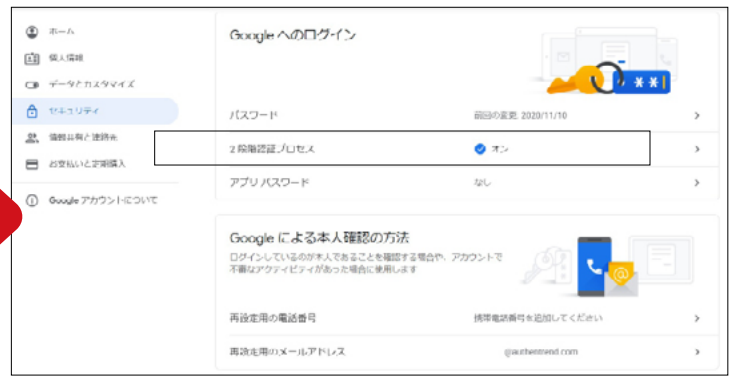 ホーム
個人情報
データとカスタマイズ
セキュリティ
情報共有と連絡先
お支払いと定期購入
Google アカウントについて
Google へのログイン
パスワード 前回の変更: 2020/11/10
2 段階認証プロセス オン
アプリ パスワード なし
Google による本人確認の方法
ログインしているのが本人であることを確認する場合や、アカウントで
不審なアクティビティがあった場合に使用します
再設定用の電話番号 携帯電話番号を追加してください
再設定用のメールアドレス @authentrend.com